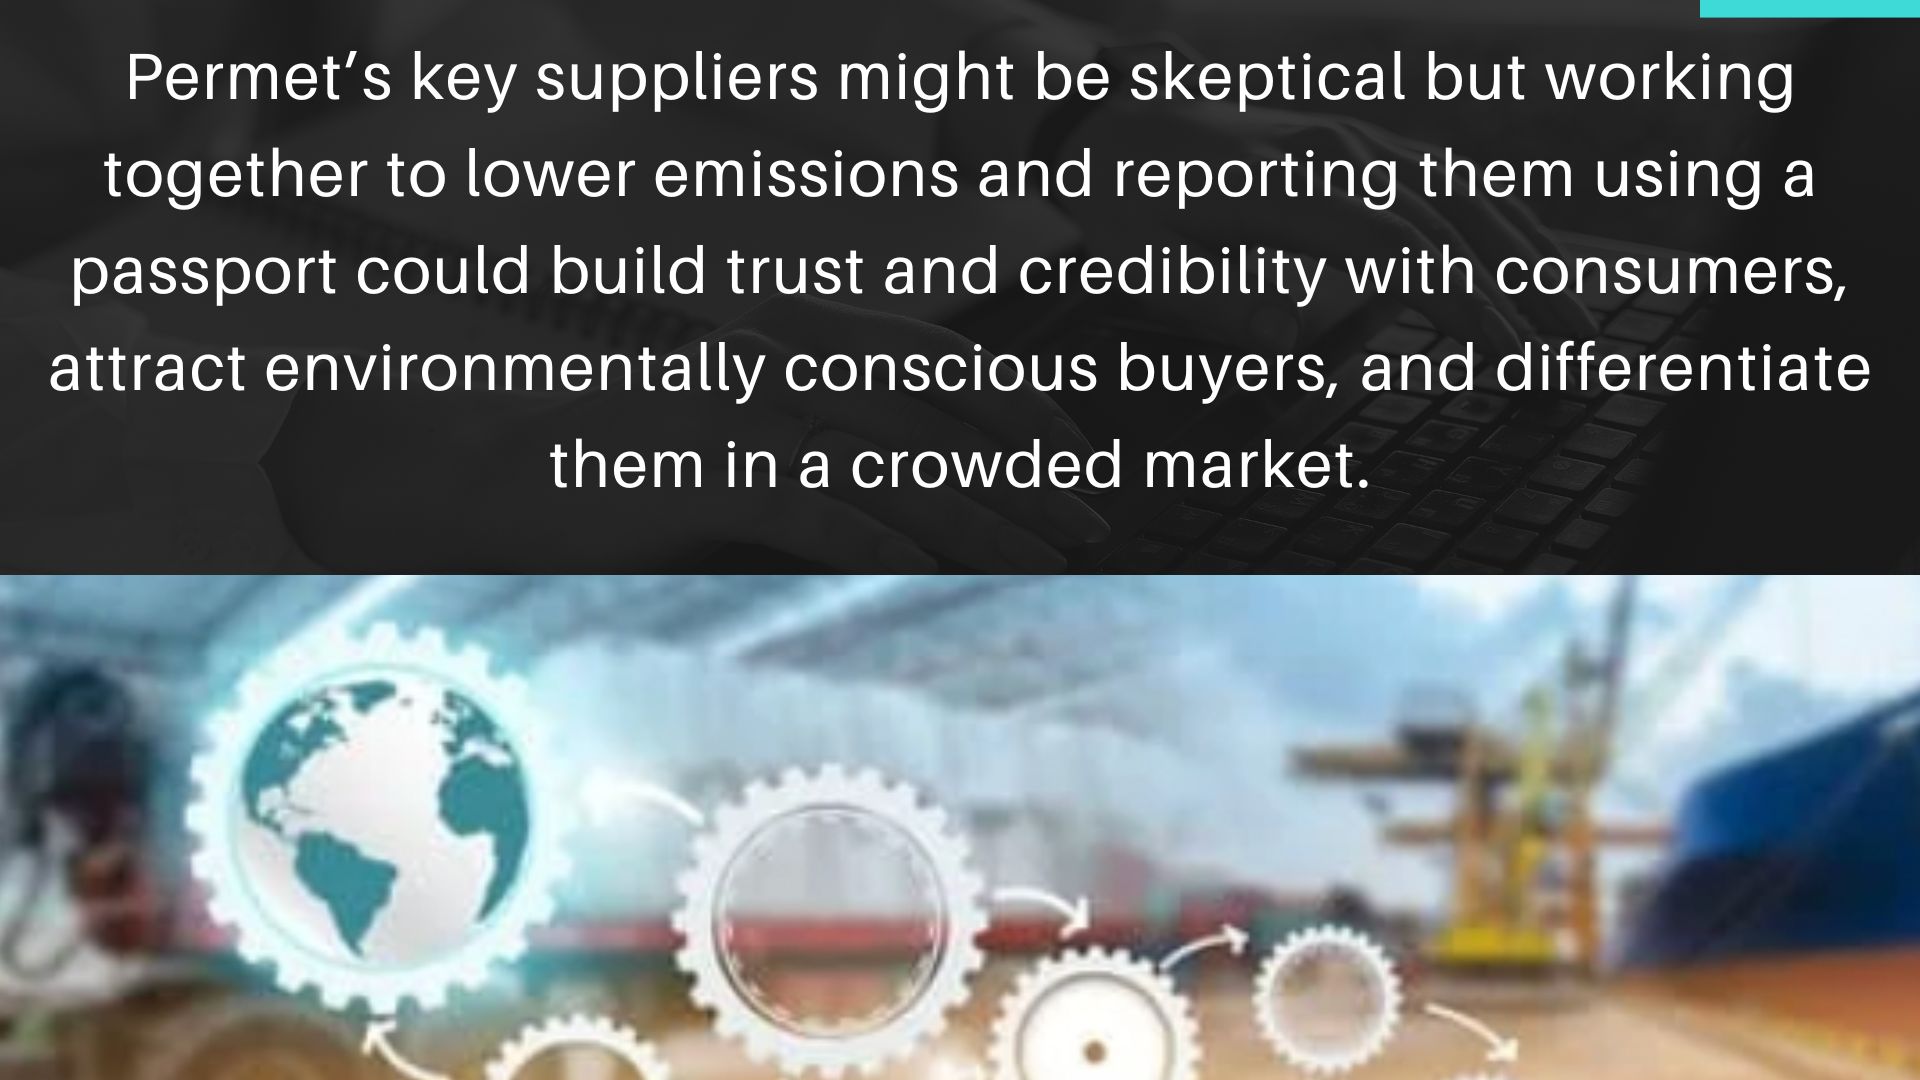 Permet’s key suppliers might be skeptical but working
together to lower emissions and reporting them using a
passport could build trust and credibility with consumers,
attract environmentally conscious buyers, and differentiate
them in a crowded market.